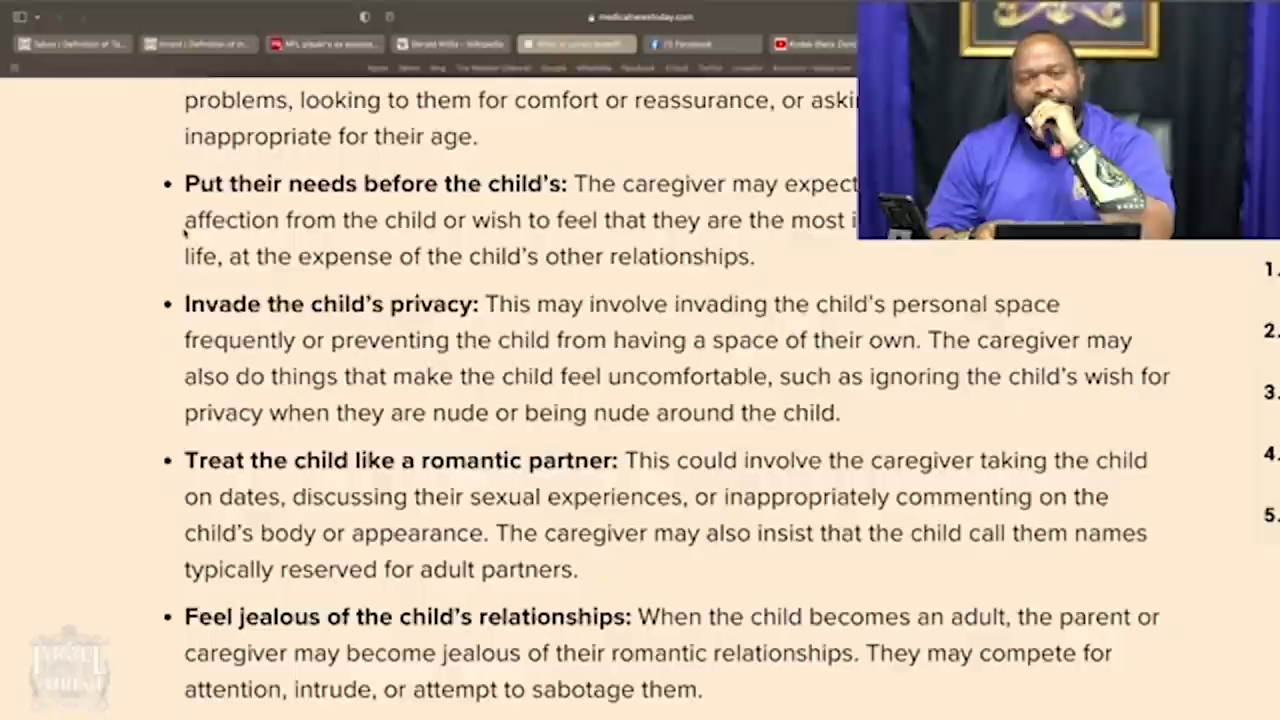 medicalnewstoday.com
Facebook
problems, looking to them for comfort or reassurance, or aski
inappropriate for their age.
• Put their needs before the child's: The caregiver may expect
affection from the child or wish to feel that they are the most i
life, at the expense of the child's other relationships.
1.
• Invade the child's privacy: This may involve invading the child's personal space
2.
frequently or preventing the child from having a space of their own. The caregiver may
also do things that make the child feel uncomfortable, such as ignoring the child's wish for
3.
privacy when they are nude or being nude around the child.
• Treat the child like a romantic partner: This could involve the caregiver taking the child
4.
on dates, discussing their sexual experiences, or inappropriately commenting on the
5.
child's body or appearance. The caregiver may also insist that the child call them names
typically reserved for adult partners.
• Feel jealous of the child's relationships: When the child becomes an adult, the parent or
caregiver may become jealous of their romantic relationships. They may compete for
attention, intrude, or attempt to sabotage them.